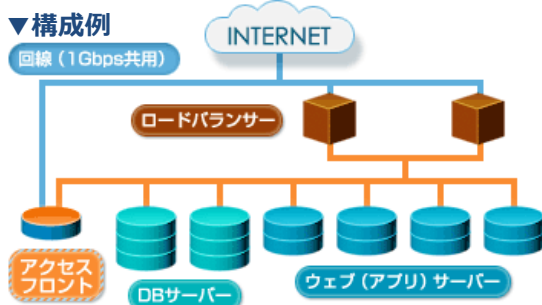 ▼構成例
INTERNET
回線（1Gbps共用）
ロードバランサー
アクセス
フロント
DBサーバー
ウェブ（アプリ）サーバー